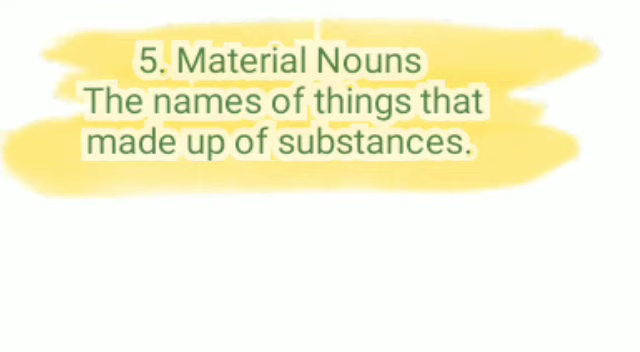 5. Material Nouns
The names of things that
made up of substances.